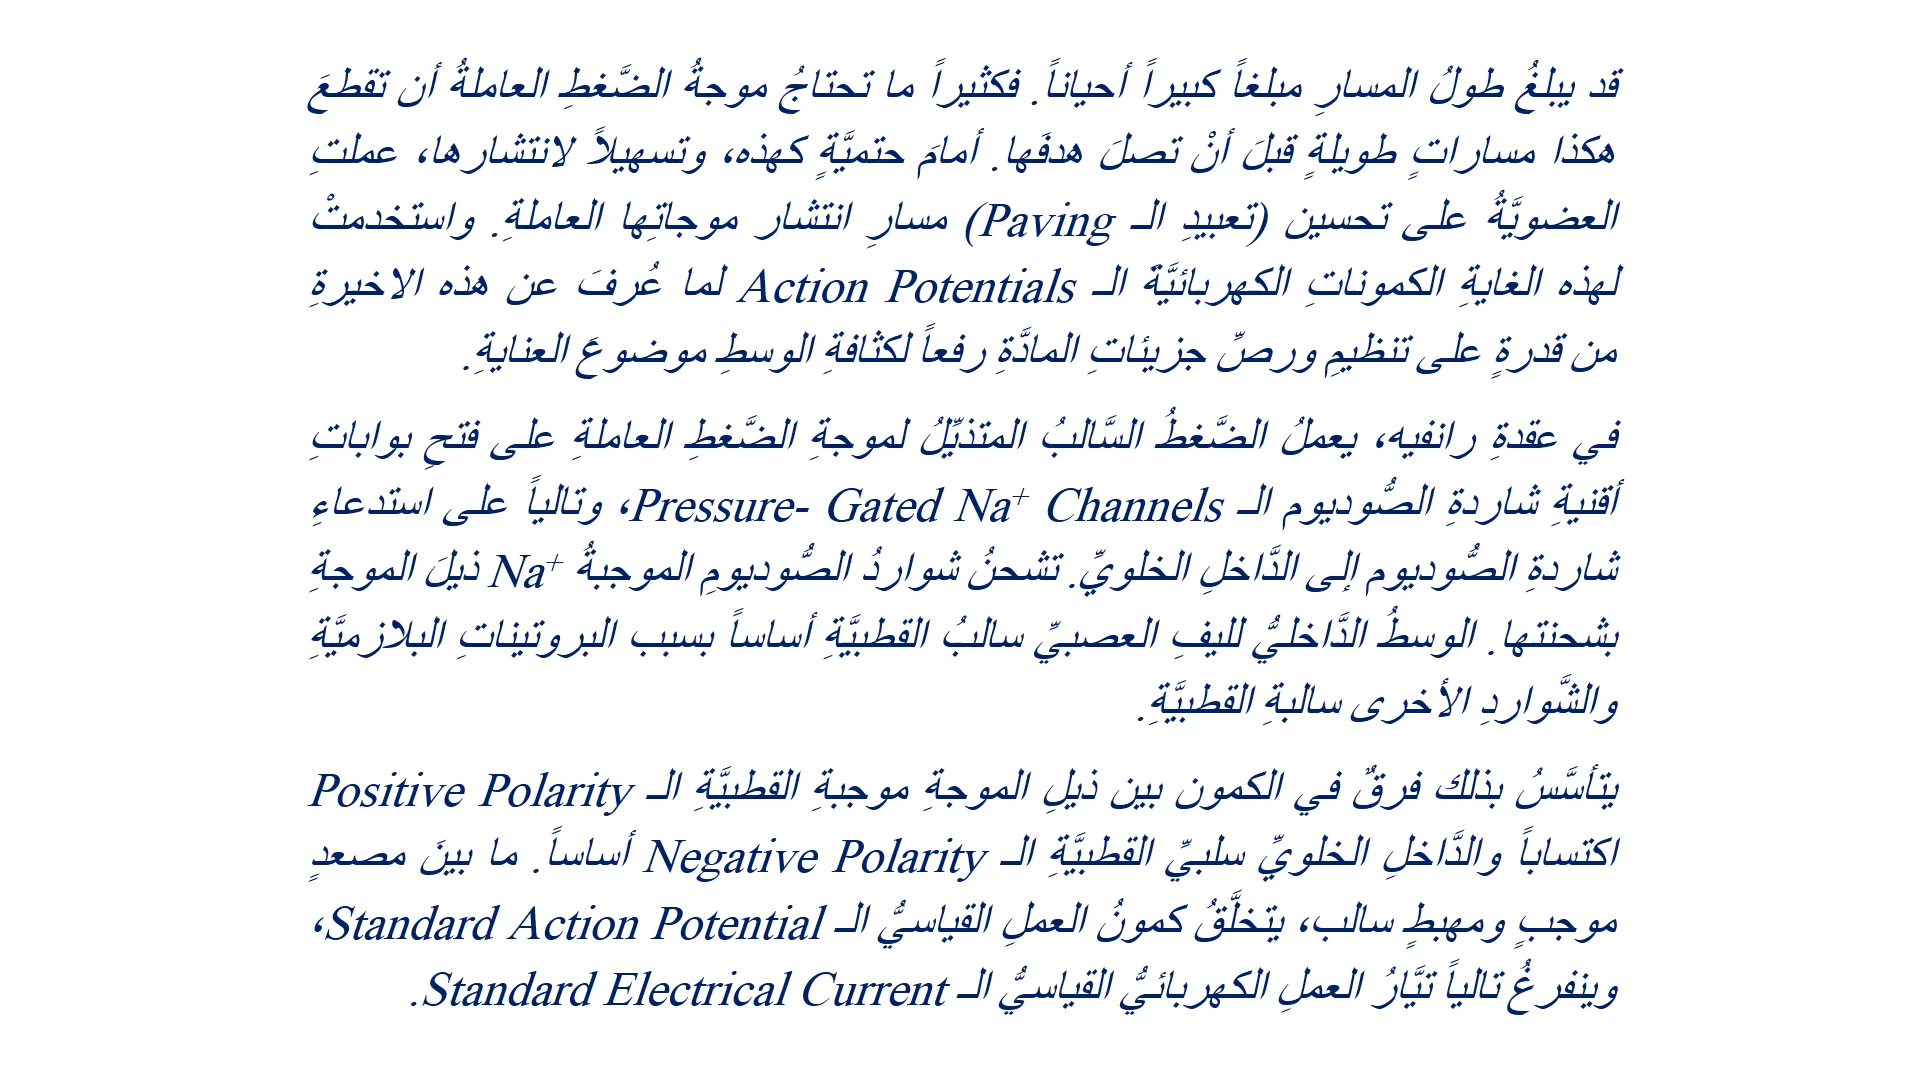 قد يبلغُ طولُ المسارِ مبلغاً كبيراً أحياناً. فكثيراً ما تحتاجُ موجةُ الضَّغطِ العاملةُ أن تقطعَ
هكذا مساراتٍ طويلةٍ قبلَ أنْ تصلَ هدفَها. أمامَ حتميَّةٍ كهذه، وتسهيلاً لانتشارها، عملتِ
العضويَّةُ على تحسين (تعبيدِ الـ Paving) مسارِ انتشار موجاتِها العاملةِ. واستخدمتْ
لهذه الغايةِ الكموناتِ الكهربائيَّةَ الـ Action Potentials لما عُرفَ عن هذه الاخيرةِ
من قدرةٍ على تنظيمِ ورصِّ جزيئاتِ المادَّةِ رفعاً لكثافةِ الوسطِ موضوعَ العنايةِ.
في عقدةِ رانفيه، يعملُ الضَّغطُ السَّالبُ المتذيِّلُ لموجةِ الضَّغطِ العاملةِ على فتحِ بواباتِ
أقنيةِ شاردةِ الصُّوديوم الـ Pressure- Gated Na⁺ Channels، وتالياً على استدعاءِ
شاردةِ الصُّوديوم إلى الدَّاخلِ الخلويِّ. تشحنُ شواردُ الصُّوديومِ الموجبةُ Na⁺ ذيلَ الموجةِ
بشحنتها. الوسطُ الدَّاخليُّ لليفِ العصبيِّ سالبُ القطبيَّةِ أساساً بسبب البروتيناتِ البلازميَّةِ
والشَّواردِ الأخرى سالبةِ القطبيَّةِ.
يتأسَّسُ بذلك فرقٌ في الكمون بين ذيلِ الموجةِ موجبةِ القطبيَّةِ الـ Positive Polarity
اكتساباً والدَّاخلِ الخلويِّ سلبيِّ القطبيَّةِ الـ Negative Polarity أساساً. ما بينَ مصعدٍ
موجبٍ ومهبطٍ سالب، يتخلَّقُ كمونُ العملِ القياسيُّ الـ Standard Action Potential،
وينفرغُ تالياً تيَّارُ العملِ الكهربائيُّ القياسيُّ الـ Standard Electrical Current.